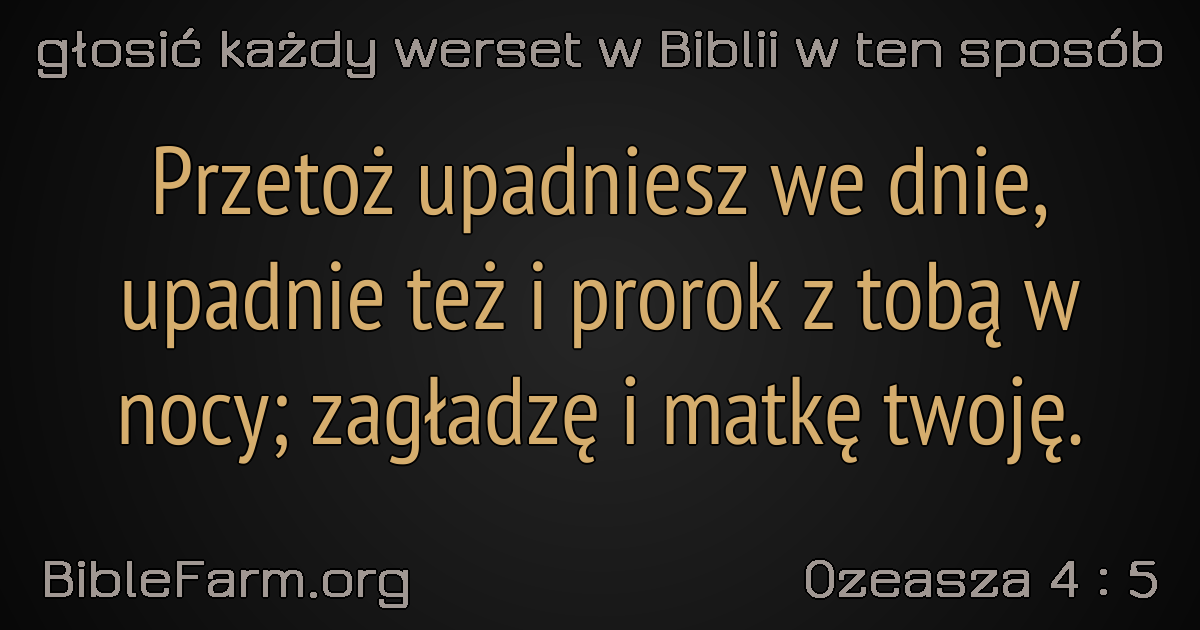 głosić każdy werset w Biblii w ten sposób
Przetoż upadniesz we dnie,
upadnie też i prorok z tobą w
nocy; zagładzę i matkę twoję.
BibleFarm.org
Ozeasza 4 : 5